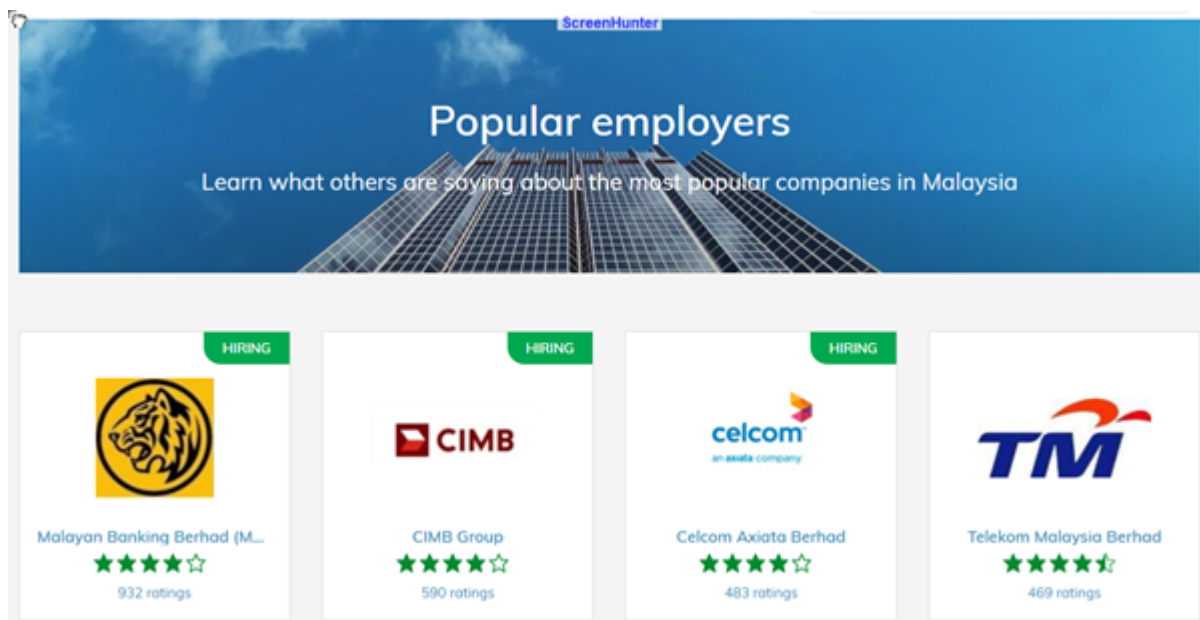 ScreenHunter
Popular employers
Learn what others are saying about the most popular companies in Malaysia
HIRING
HIRING
HIRING
CIMB
celcom
an axiata company
TM
Malayan Banking Berhad (M...
CIMB Group
Celcom Axiata Berhad
Telekom Malaysia Berhad
932 ratings
590 ratings
483 ratings
469 ratings